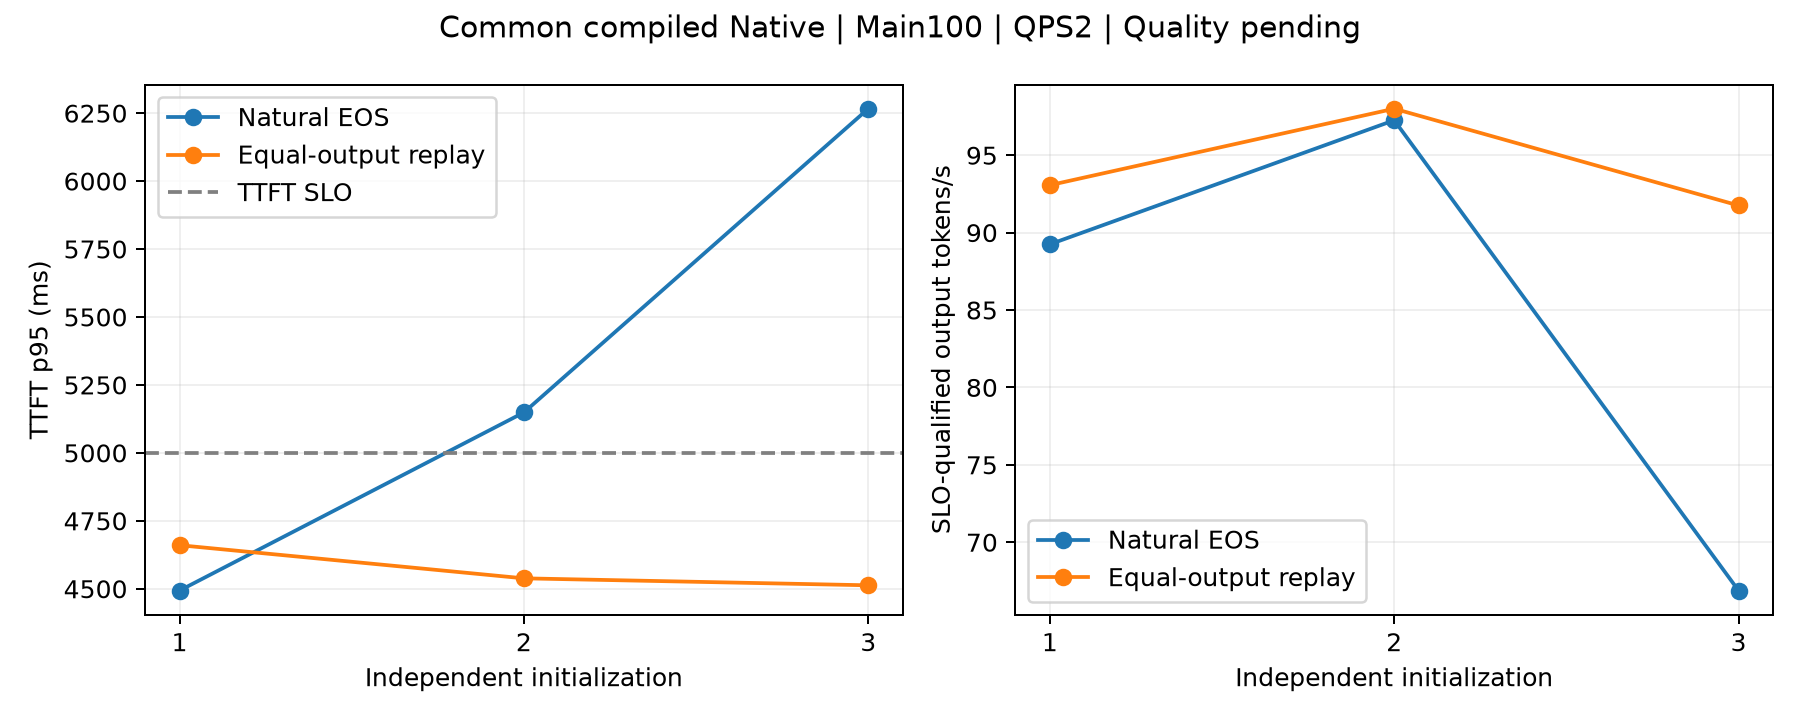 Common compiled Native | Main100 | QPS2 | Quality pending
TTFT p95 (ms)
6250
6000
5750
5500
5250
5000
4750
4500
Natural EOS
Equal-output replay
TTFT SLO
1
2
3
Independent initialization
SLO-qualified output tokens/s
95
90
85
80
75
70
Natural EOS
Equal-output replay
1
2
3
Independent initialization